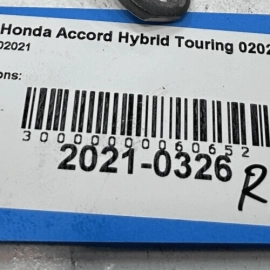 Honda Accord Hybrid Touring 0202
02021
ons:
3000000060652
2021-0326
R